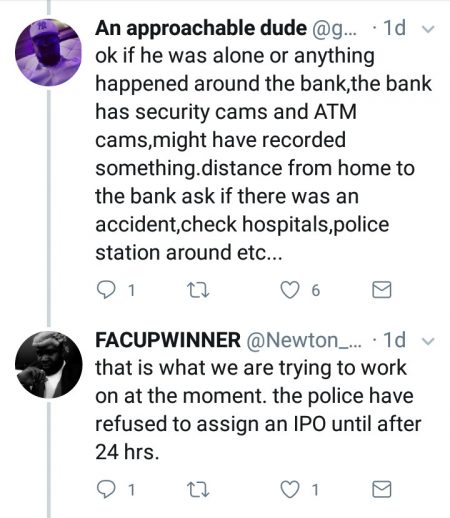 An approachable dude @g... · 1d
ok if he was alone or anything
happened around the bank,the bank
has security cams and ATM
cams,might have recorded
something.distance from home to
the bank ask if there was an
accident,check hospitals,police
station around etc...
1 6
FACUPWINNER @Newton_... · 1d
that is what we are trying to work
on at the moment. the police have
refused to assign an IPO until after
24 hrs.
1 1